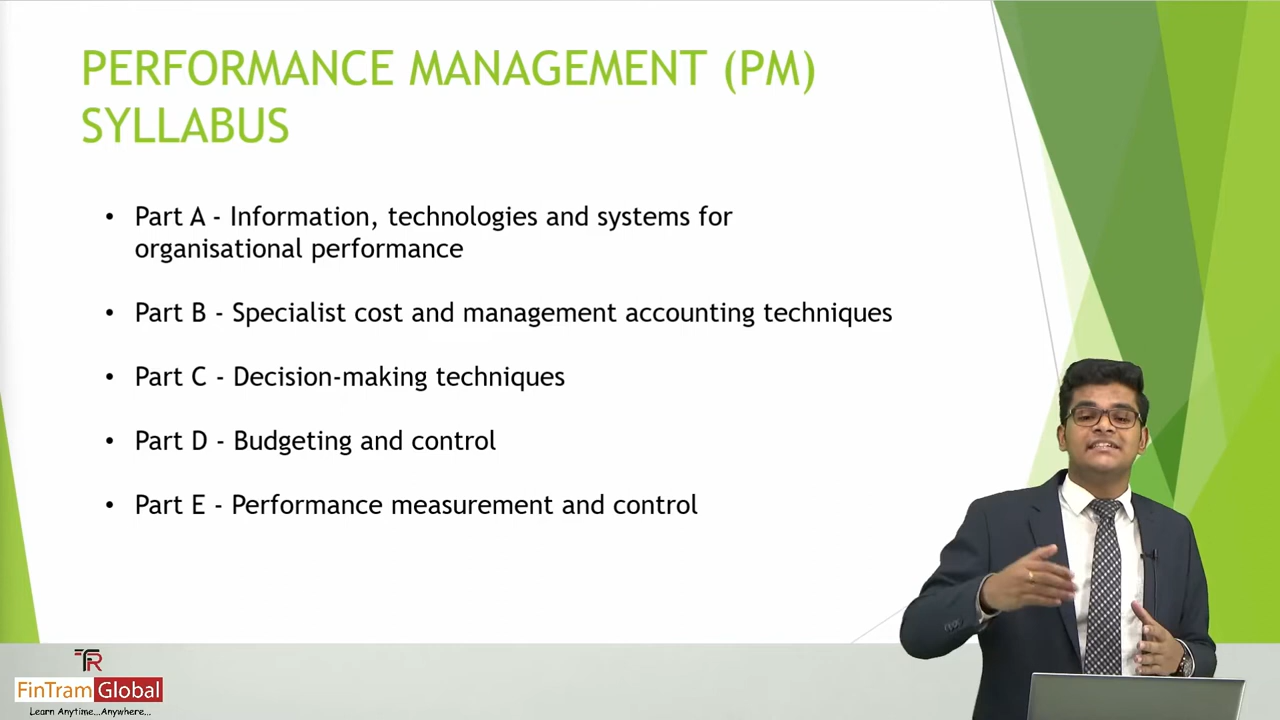 PERFORMANCE MANAGEMENT (PM)
SYLLABUS
• Part A - Information, technologies and systems for
organisational performance
• Part B - Specialist cost and management accounting techniques
• Part C - Decision-making techniques
• Part D - Budgeting and control
• Part E - Performance measurement and control
FinTram Global
Learn Anytime...Anywhere...